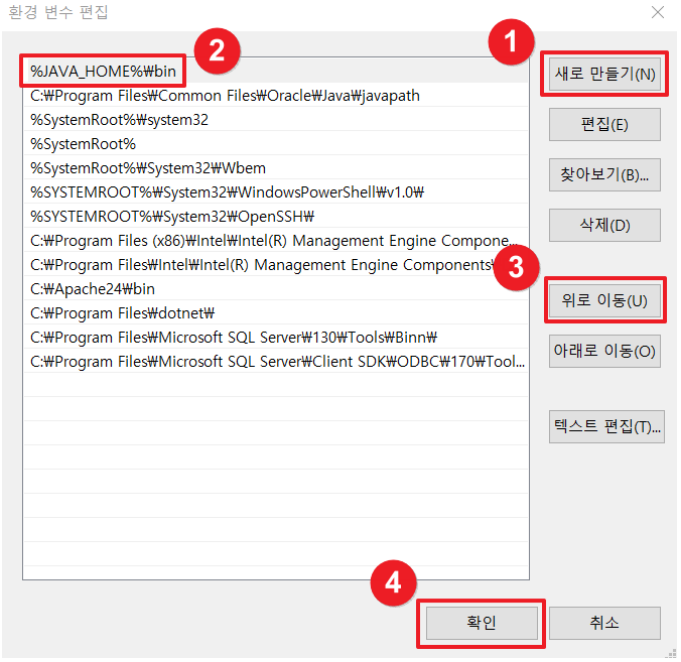 환경 변수 편집
1
2
%JAVA_HOME%₩bin
새로 만들기(N)
C:₩Program Files₩Common Files₩Oracle₩Java₩javapath
%SystemRoot%₩system32
편집(E)
%SystemRoot%
%SystemRoot%₩System32₩Wbem
찾아보기(B)...
%SYSTEMROOT%₩System32₩WindowsPowerShell₩v1.0₩
%SYSTEMROOT%₩System32₩OpenSSH₩
삭제(D)
C:₩Program Files (x86)₩Intel₩Intel(R) Management Engine Compone...
C:₩Program Files₩Intel₩Intel(R) Management Engine Components₩
3
C:₩Apache24₩bin
위로 이동(U)
C:₩Program Files₩dotnet₩
C:₩Program Files₩Microsoft SQL Server₩130₩Tools₩Binn₩
아래로 이동(O)
C:₩Program Files₩Microsoft SQL Server₩Client SDK₩ODBC₩170₩Tool...
텍스트 편집(T)...
4
확인
취소